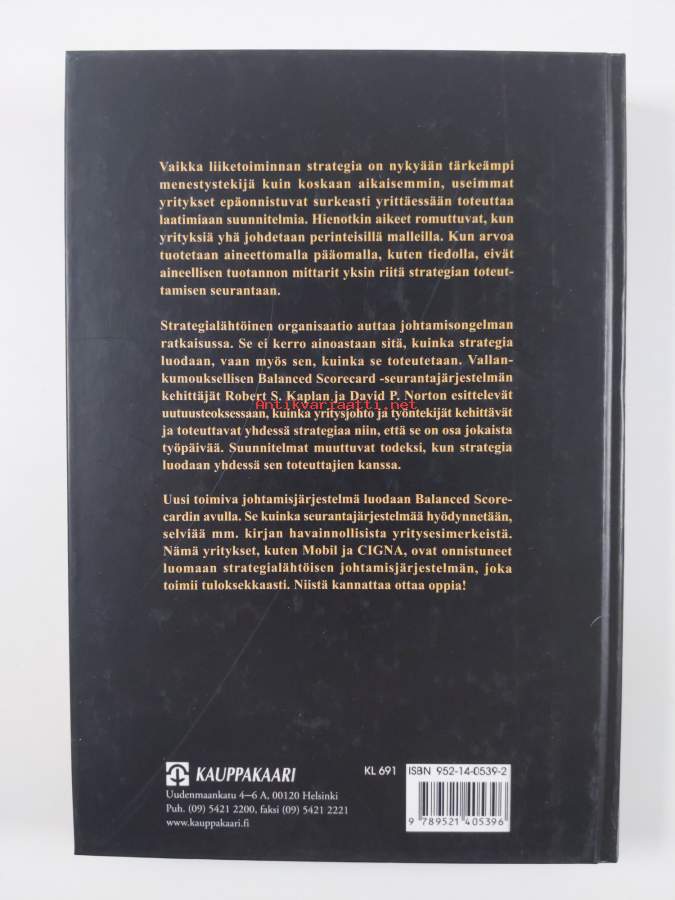 Vaikka liiketoiminnan strategia on nykyään tärkeämpi
menestystekijä kuin koskaan aikaisemmin, useimmat
yritykset epäonnistuvat surkeasti yrittäessään toteuttaa
laatimiaan suunnitelmia. Hienotkin aikeet romuttuvat, kun
yrityksiä yhä johdetaan perinteisillä malleilla. Kun arvoa
tuotetaan aineettomalla pääomalla, kuten tiedolla, eivät
aineellisen tuotannon mittarit yksin riitä strategian toteut-
tamisen seurantaan.
Strategialähtöinen organisaatio auttaa johtamisongelman
ratkaisussa. Se ei kerro ainoastaan sitä, kuinka strategia
luodaan, vaan myös sen, kuinka se toteutetaan. Vallan-
kumouksellisen Balanced Scorecard -seurantajärjestelmän
kehittäjät Robert S. Kaplan ja David P. Norton esittelevät
Antikvariaatti.net
uutuusteoksessaan, kuinka yritysjohto ja työntekijät kehittävät
ja toteuttavat yhdessä strategiaa niin, että se on osa jokaista
työpäivää. Suunnitelmat muuttuvat todeksi, kun strategia
luodaan yhdessä sen toteuttajien kanssa.
Uusi toimiva johtamisjärjestelmä luodaan Balanced Score-
cardin avulla. Se kuinka seurantajärjestelmää hyödynnetään,
selviää mm. kirjan havainnollisista yritysesimerkeistä.
Nämä yritykset, kuten Mobil ja CIGNA, ovat onnistuneet
luomaan strategialähtöisen johtamisjärjestelmän, joka
toimii tuloksekkaasti. Niistä kannattaa ottaa oppia!
KAUPPAKAARI
Uudenmaankatu 4–6 A, 00120 Helsinki
Puh. (09) 5421 2200, faksi (09) 5421 2221
www.kauppakaari.fi
KL 691
ISBN 952-14-0539-2
9 789521 405396